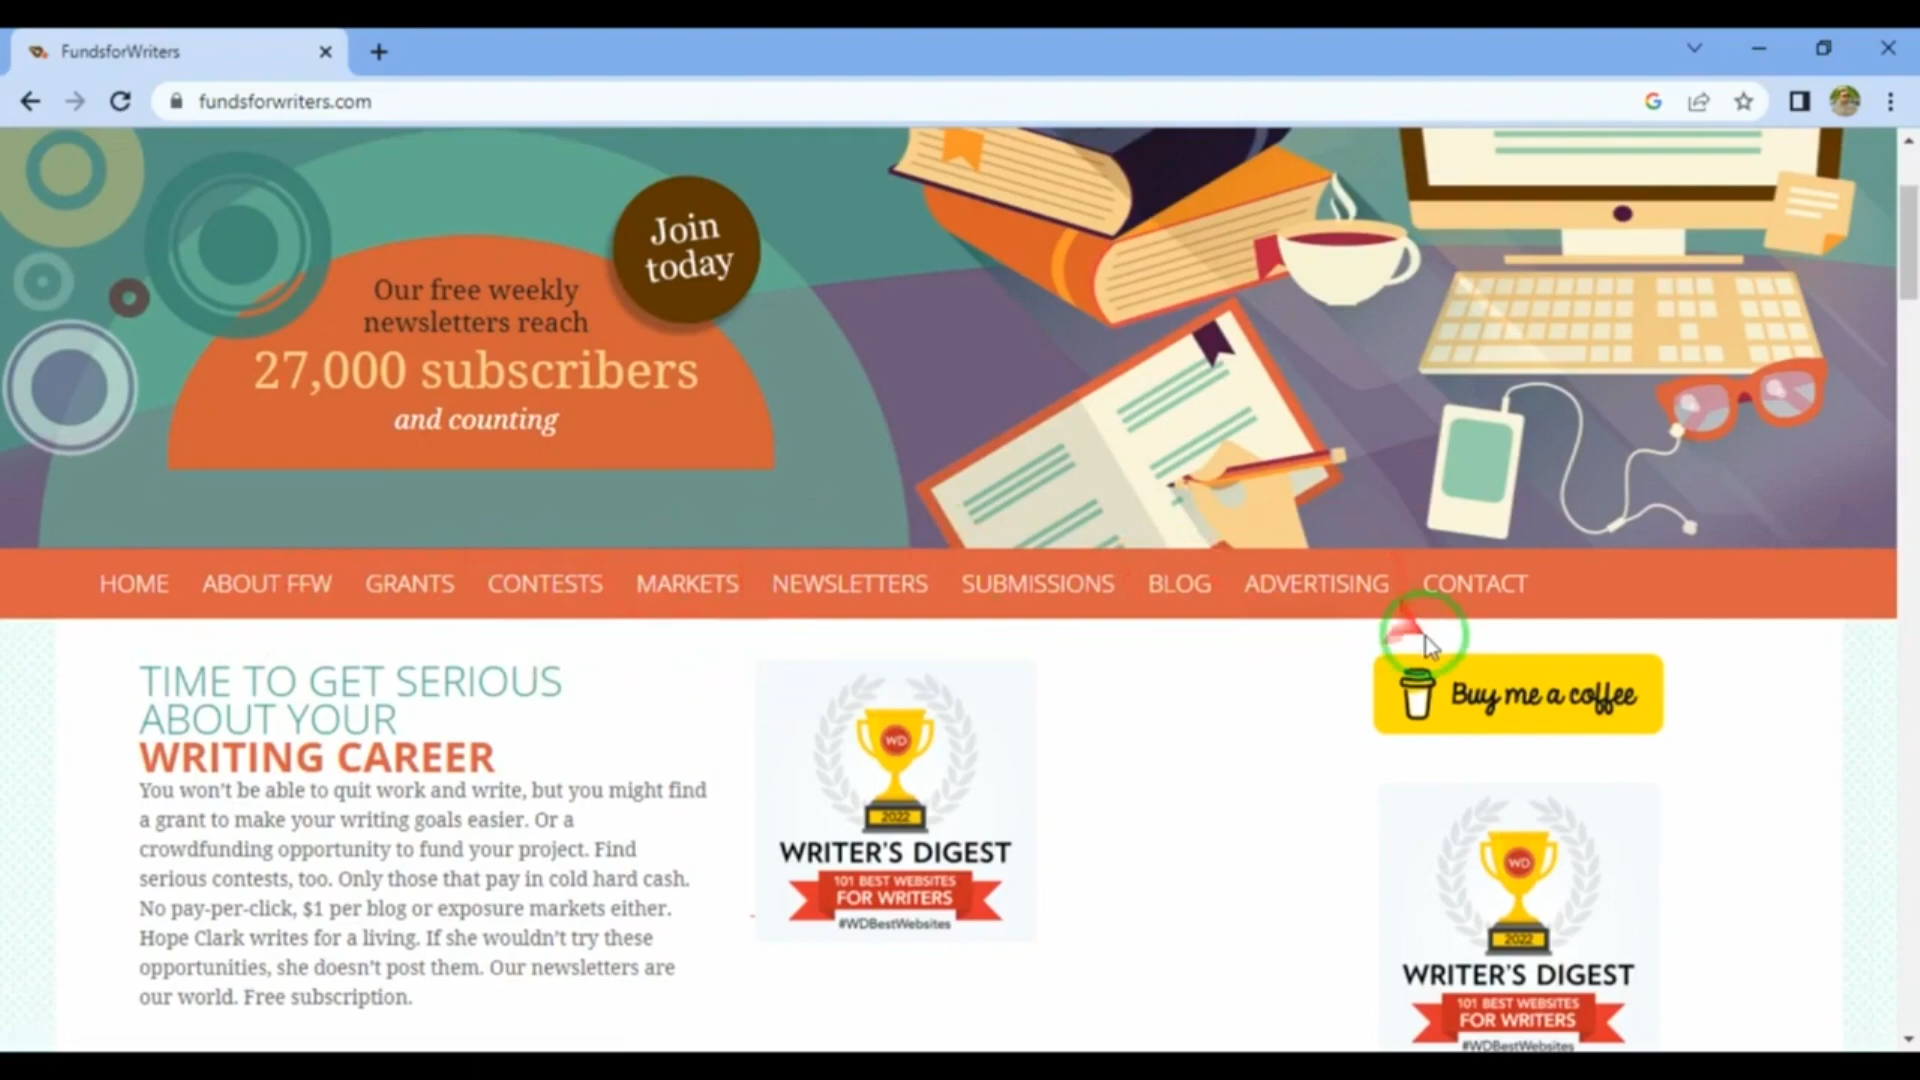 FundsforWriters
fundsforwriters.com
Join
today
Our free weekly
newsletters reach
27,000 subscribers
and counting
HOME ABOUT FFW GRANTS CONTESTS MARKETS NEWSLETTERS SUBMISSIONS BLOG ADVERTISING CONTACT
TIME TO GET SERIOUS
ABOUT YOUR
WRITING CAREER
You won't be able to quit work and write, but you might find
a grant to make your writing goals easier. Or a
crowdfunding opportunity to fund your project. Find
serious contests, too. Only those that pay in cold hard cash.
No pay-per-click, $1 per blog or exposure markets either.
Hope Clark writes for a living. If she wouldn't try these
opportunities, she doesn't post them. Our newsletters are
our world. Free subscription.
WD
2022
WRITER'S DIGEST
101 BEST WEBSITES
FOR WRITERS
#WDBestWebsites
Buy me a coffee
WD
2022
WRITER'S DIGEST
101 BEST WEBSITES
FOR WRITERS
#WDBestWebsites